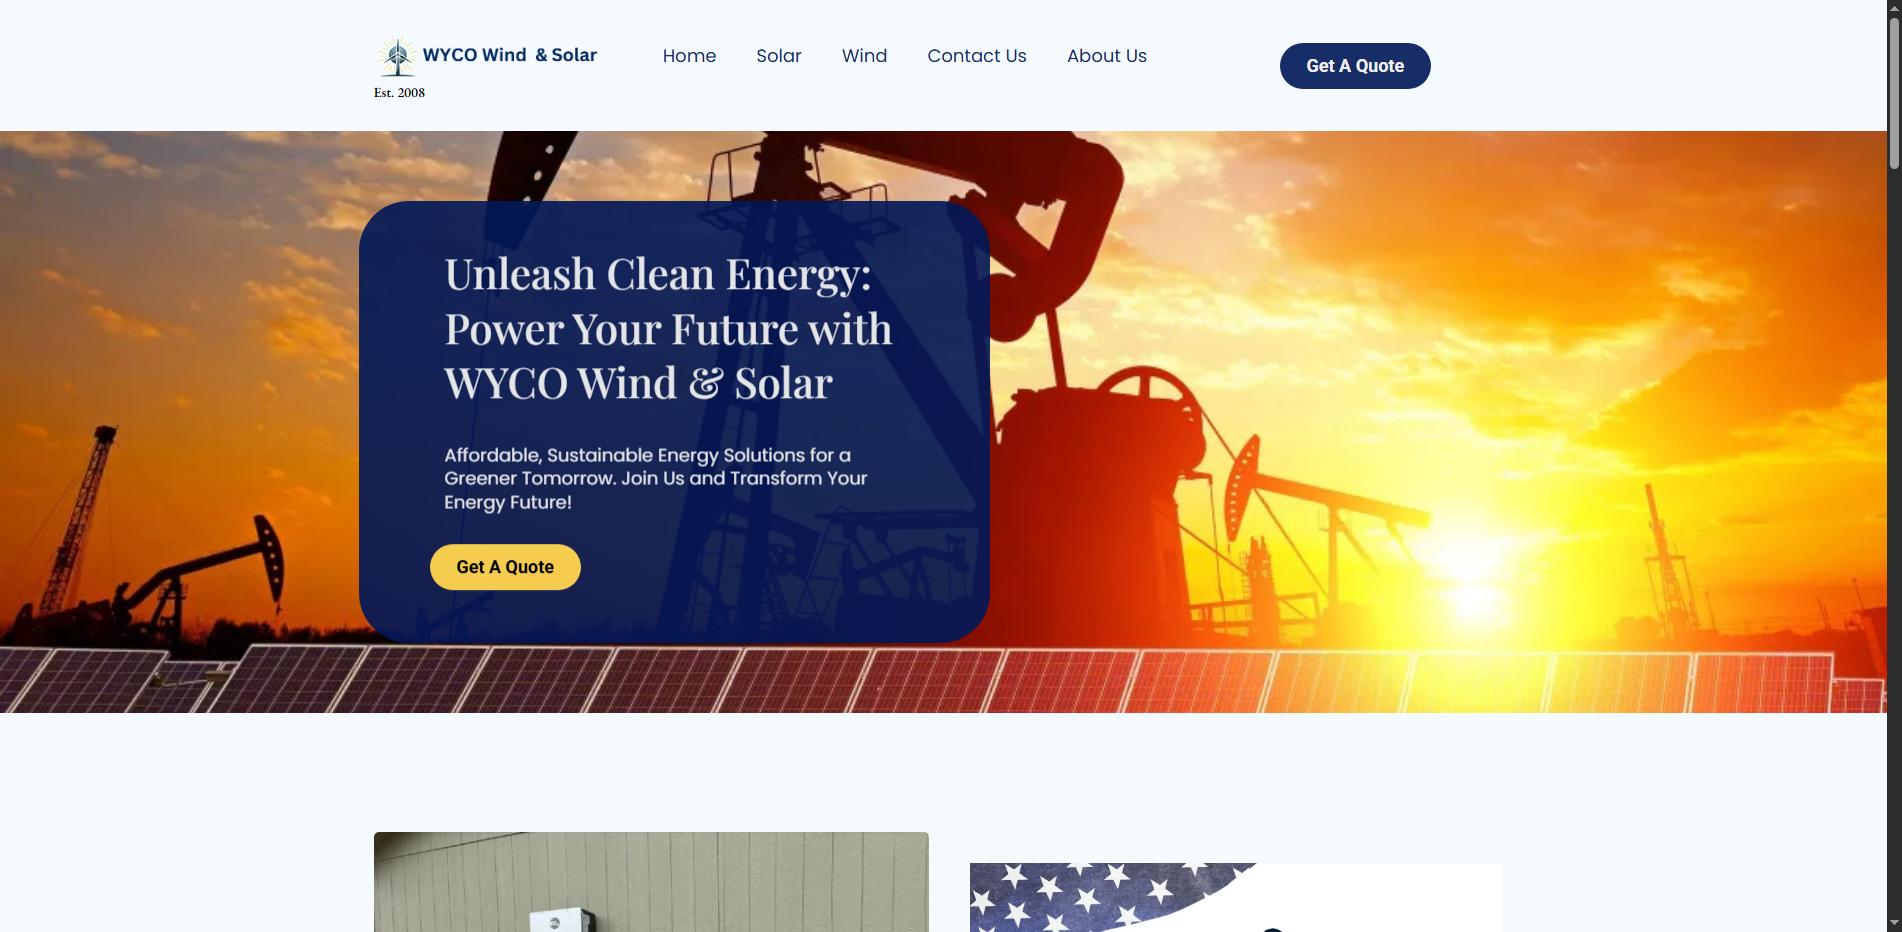 WYCO Wind & Solar
Est. 2008
Home
Solar
Wind
Contact Us
About Us
Get A Quote
Unleash Clean Energy:
Power Your Future with
WYCO Wind & Solar
Affordable, Sustainable Energy Solutions for a
Greener Tomorrow. Join Us and Transform Your
Energy Future!
Get A Quote